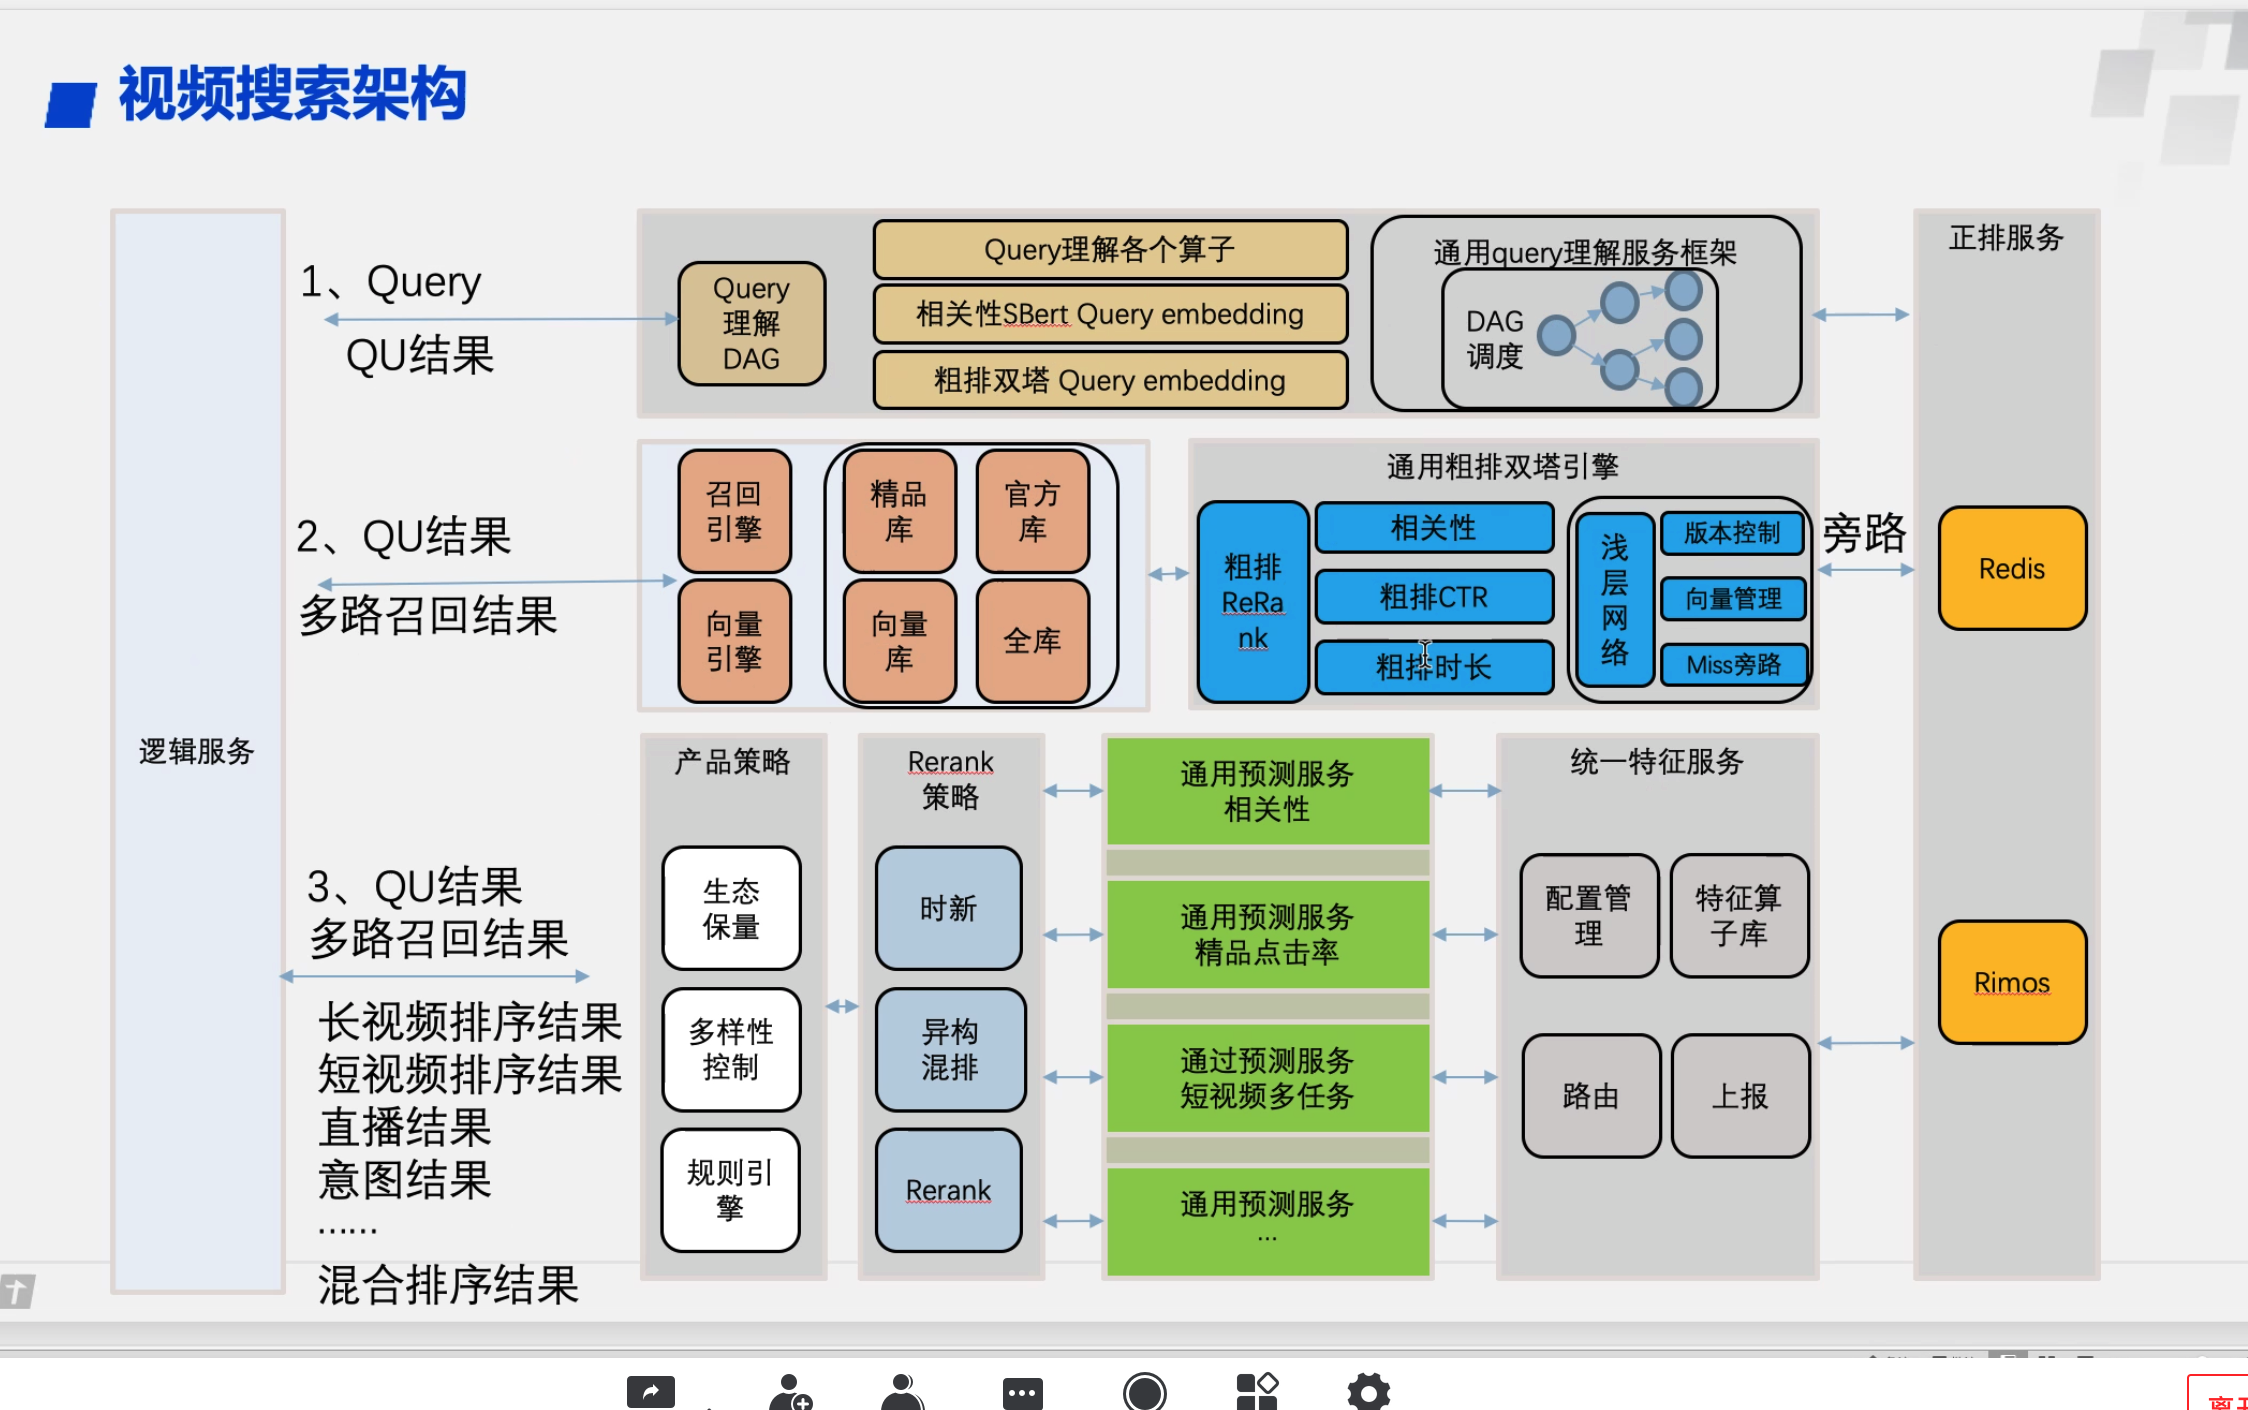 视频搜索架构
逻辑服务
1、Query
QU结果
Query
理解
DAG
Query理解各个算子
相关性SBert Query embedding
粗排双塔 Query embedding
通用query理解服务框架
DAG
调度
正排服务
2、QU结果
多路召回结果
召回
引擎
精品
库
官方
库
向量
引擎
向量
库
全库
通用粗排双塔引擎
粗排
ReRa
nk
相关性
粗排CTR
粗排时长
浅
层
网
络
版本控制
向量管理
Miss旁路
旁路
Redis
3、QU结果
多路召回结果
长视频排序结果
短视频排序结果
直播结果
意图结果
……
混合排序结果
产品策略
生态
保量
多样性
控制
规则引
擎
Rerank
策略
时新
异构
混排
Rerank
通用预测服务
相关性
通用预测服务
精品点击率
通过预测服务
短视频多任务
通用预测服务
...
统一特征服务
配置管
理
特征算
子库
路由
上报
Rimos